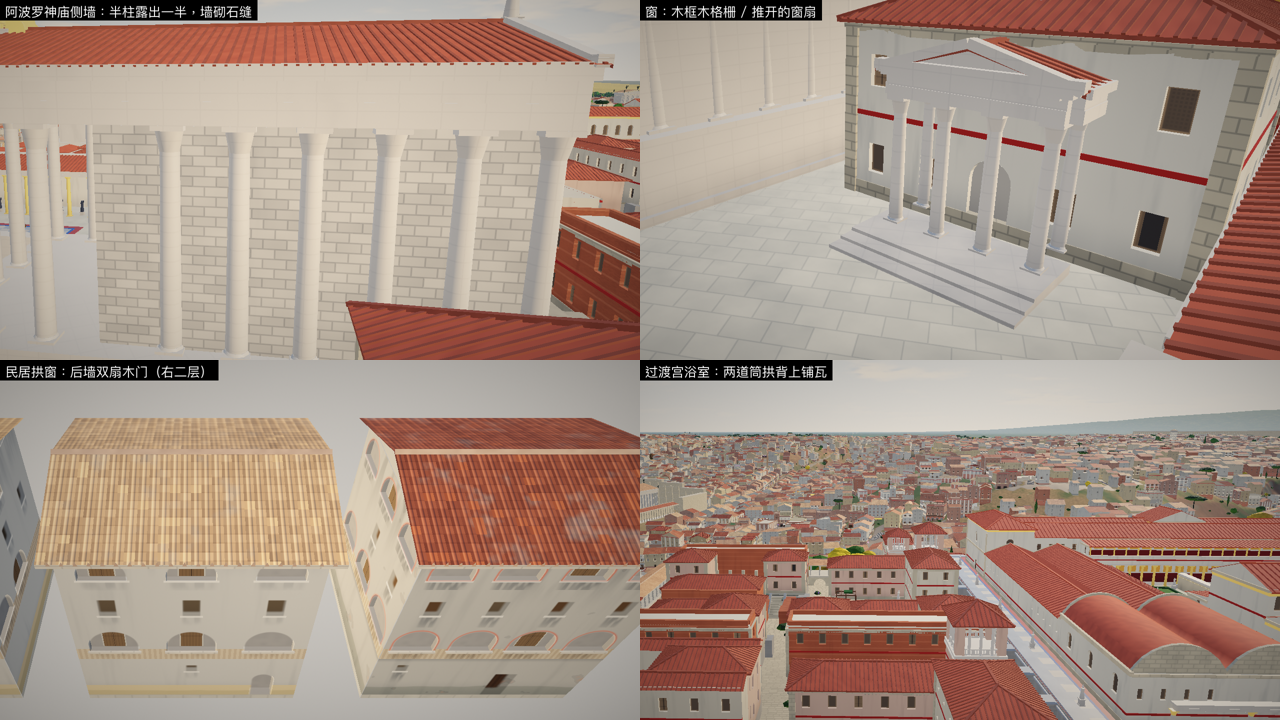 阿波罗神庙侧墙：半柱露出一半，墙砌石缝
窗：木框木格栅 / 推开的窗扇
民居拱窗：后墙双扇木门（右二层）
过渡宫浴室：两道筒拱背上铺瓦